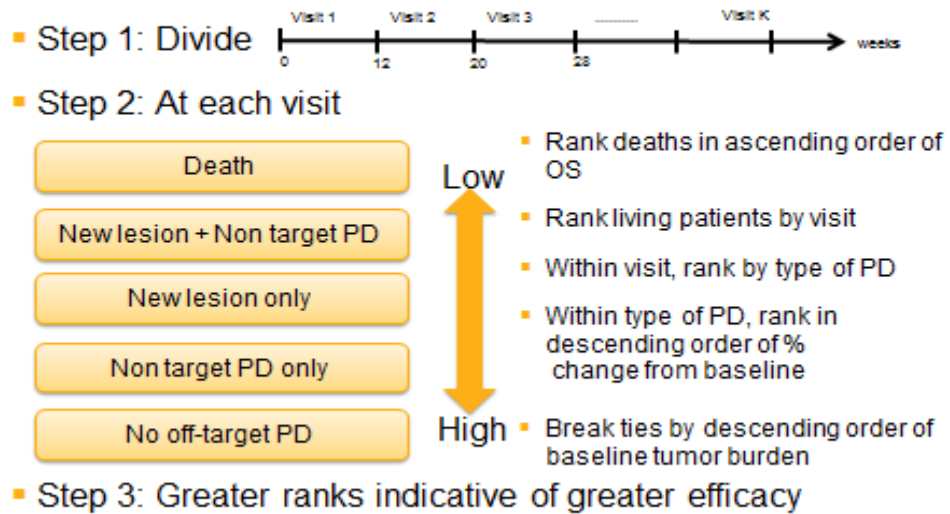 Visit 1 Visit 2 Visit 3 ............ Visit K
Step 1: Divide
weeks
0 12 20 28
Step 2: At each visit
Death
New lesion + Non target PD
New lesion only
Non target PD only
No off-target PD
Low
High
Rank deaths in ascending order of
OS
Rank living patients by visit
Within visit, rank by type of PD
Within type of PD, rank in
descending order of %
change from baseline
Break ties by descending order of
baseline tumor burden
Step 3: Greater ranks indicative of greater efficacy